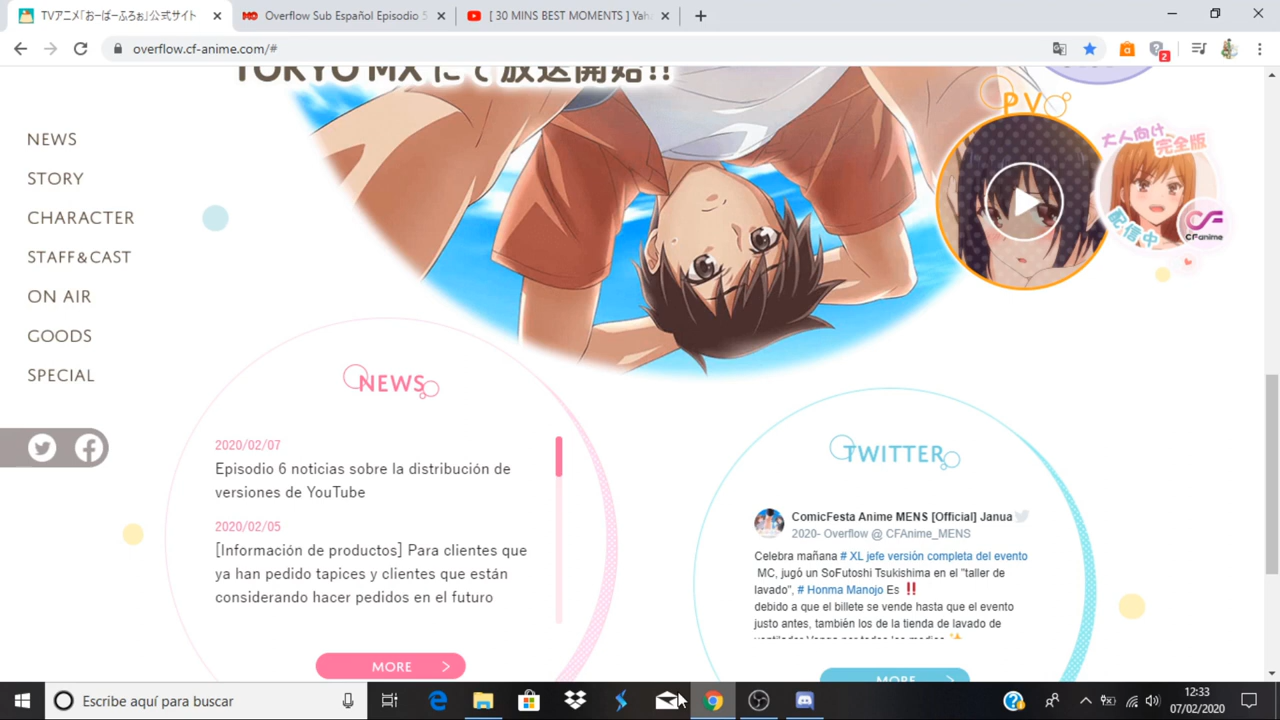 TVアニメ「おーばーふろぉ」公式サイト
Overflow Sub Español Episodio 5
[ 30 MINS BEST MOMENTS ] Yah
overflow.cf-anime.com/#
2
TOKYO MX にて放送開始!!
PV
大人向け
完全版
配信中
CFanime
NEWS
STORY
CHARACTER
STAFF&CAST
ON AIR
GOODS
SPECIAL
NEWS
2020/02/07
Episodio 6 noticias sobre la distribución de
versiones de YouTube
2020/02/05
[Información de productos] Para clientes que
ya han pedido tapices y clientes que están
considerando hacer pedidos en el futuro
MORE >
TWITTER
ComicFesta Anime MENS [Official] Janua
2020- Overflow @ CFAnime_MENS
Celebra mañana # XL jefe versión completa del evento
MC, jugó un SoFutoshi Tsukishima en el "taller de
lavado", # Honma Manojo Es ‼️
debido a que el billete se vende hasta que el evento
justo antes, también los de la tienda de lavado de
MORE >
Escribe aquí para buscar
12:33
07/02/2020